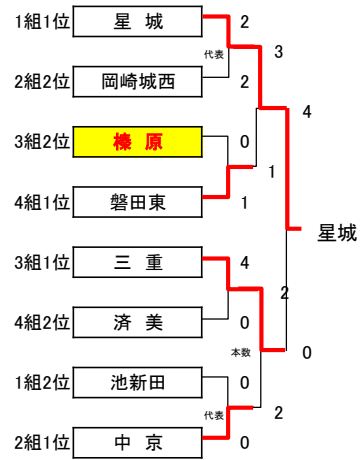 1組1位 星 城 2
代表 3
2組2位 岡崎城西 2
4
3組2位 榛 原 0
1
4組1位 磐田東 1
星城
3組1位 三 重 4
2
4組2位 済 美 0
本数 0
1組2位 池新田 0
代表 2
2組1位 中 京 0